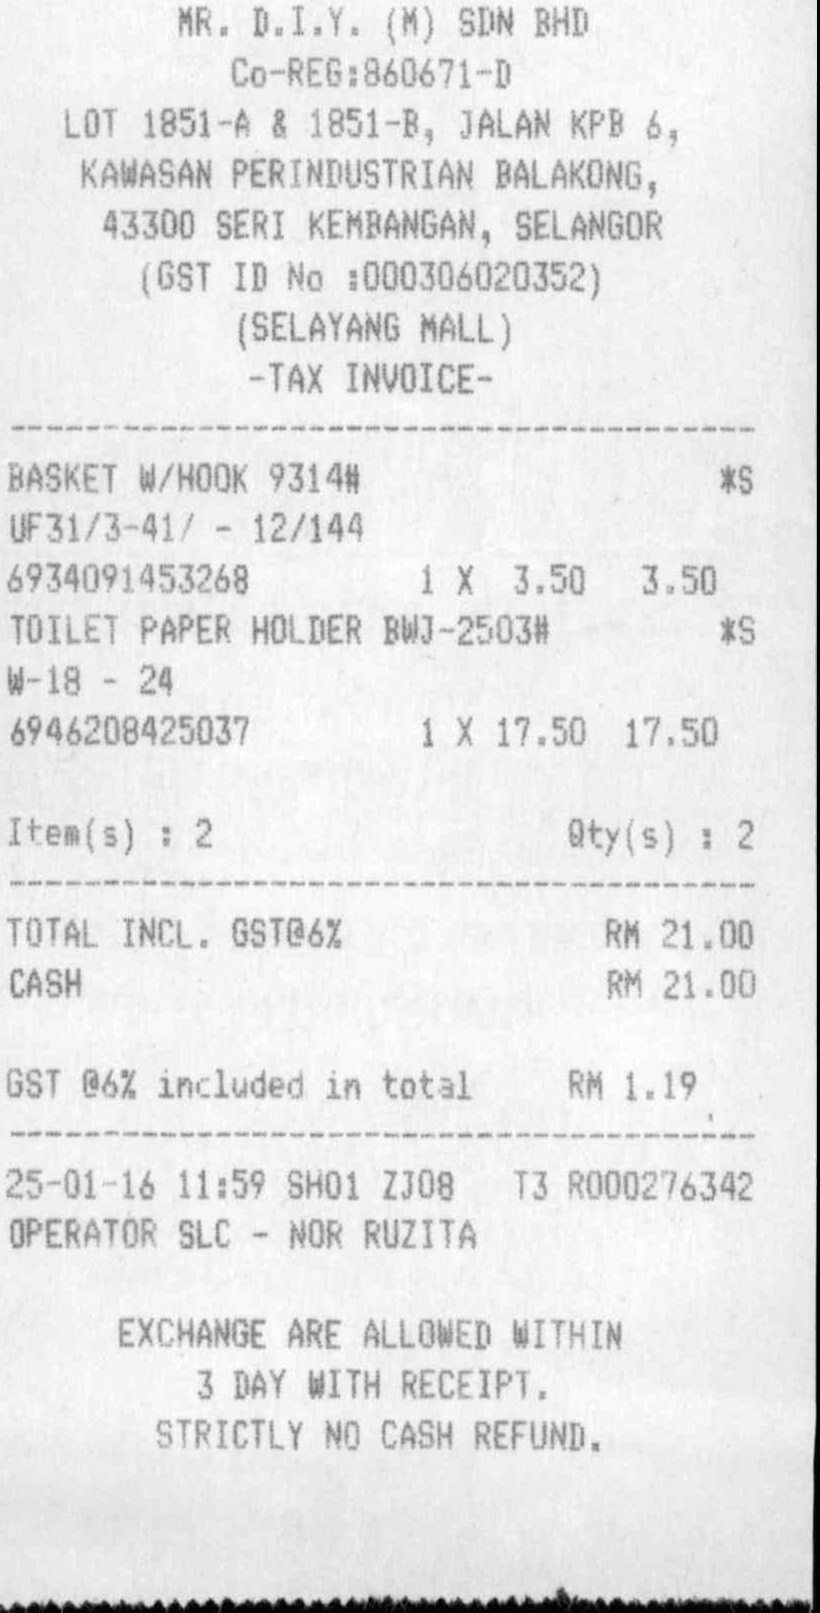 MR. D.I.Y. (M) SDN BHD
Co-REG:860671-D
LOT 1851-A & 1851-B, JALAN KPB 6,
KAWASAN PERINDUSTRIAN BALAKONG,
43300 SERI KEMBANGAN, SELANGOR
(GST ID No :000306020352)
(SELAYANG MALL)
-TAX INVOICE-
BASKET W/HOOK 9314# *S
UF31/3-41/ - 12/144
6934091453268 1 X 3.50 3.50
TOILET PAPER HOLDER BWJ-2503# *S
W-18 - 24
6946208425037 1 X 17.50 17.50
Item(s) : 2 Qty(s) : 2
TOTAL INCL. GST@6% RM 21.00
CASH RM 21.00
GST @6% included in total RM 1.19
25-01-16 11:59 SH01 ZJ08 T3 R000276342
OPERATOR SLC - NOR RUZITA
EXCHANGE ARE ALLOWED WITHIN
3 DAY WITH RECEIPT.
STRICTLY NO CASH REFUND.